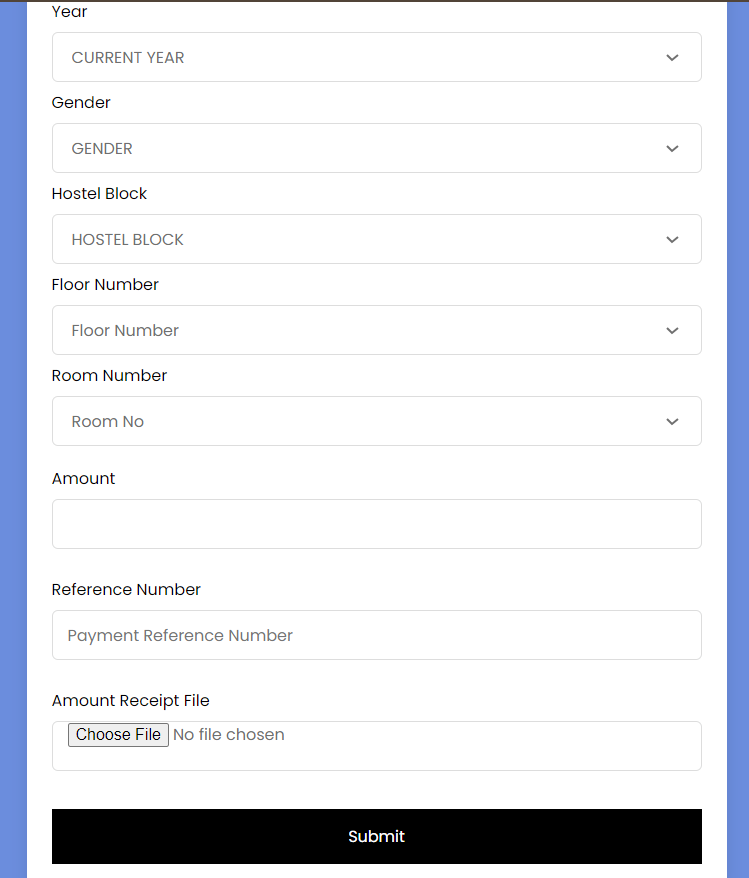 Year
CURRENT YEAR
Gender
GENDER
Hostel Block
HOSTEL BLOCK
Floor Number
Floor Number
Room Number
Room No
Amount
Reference Number
Payment Reference Number
Amount Receipt File
Choose File No file chosen
Submit